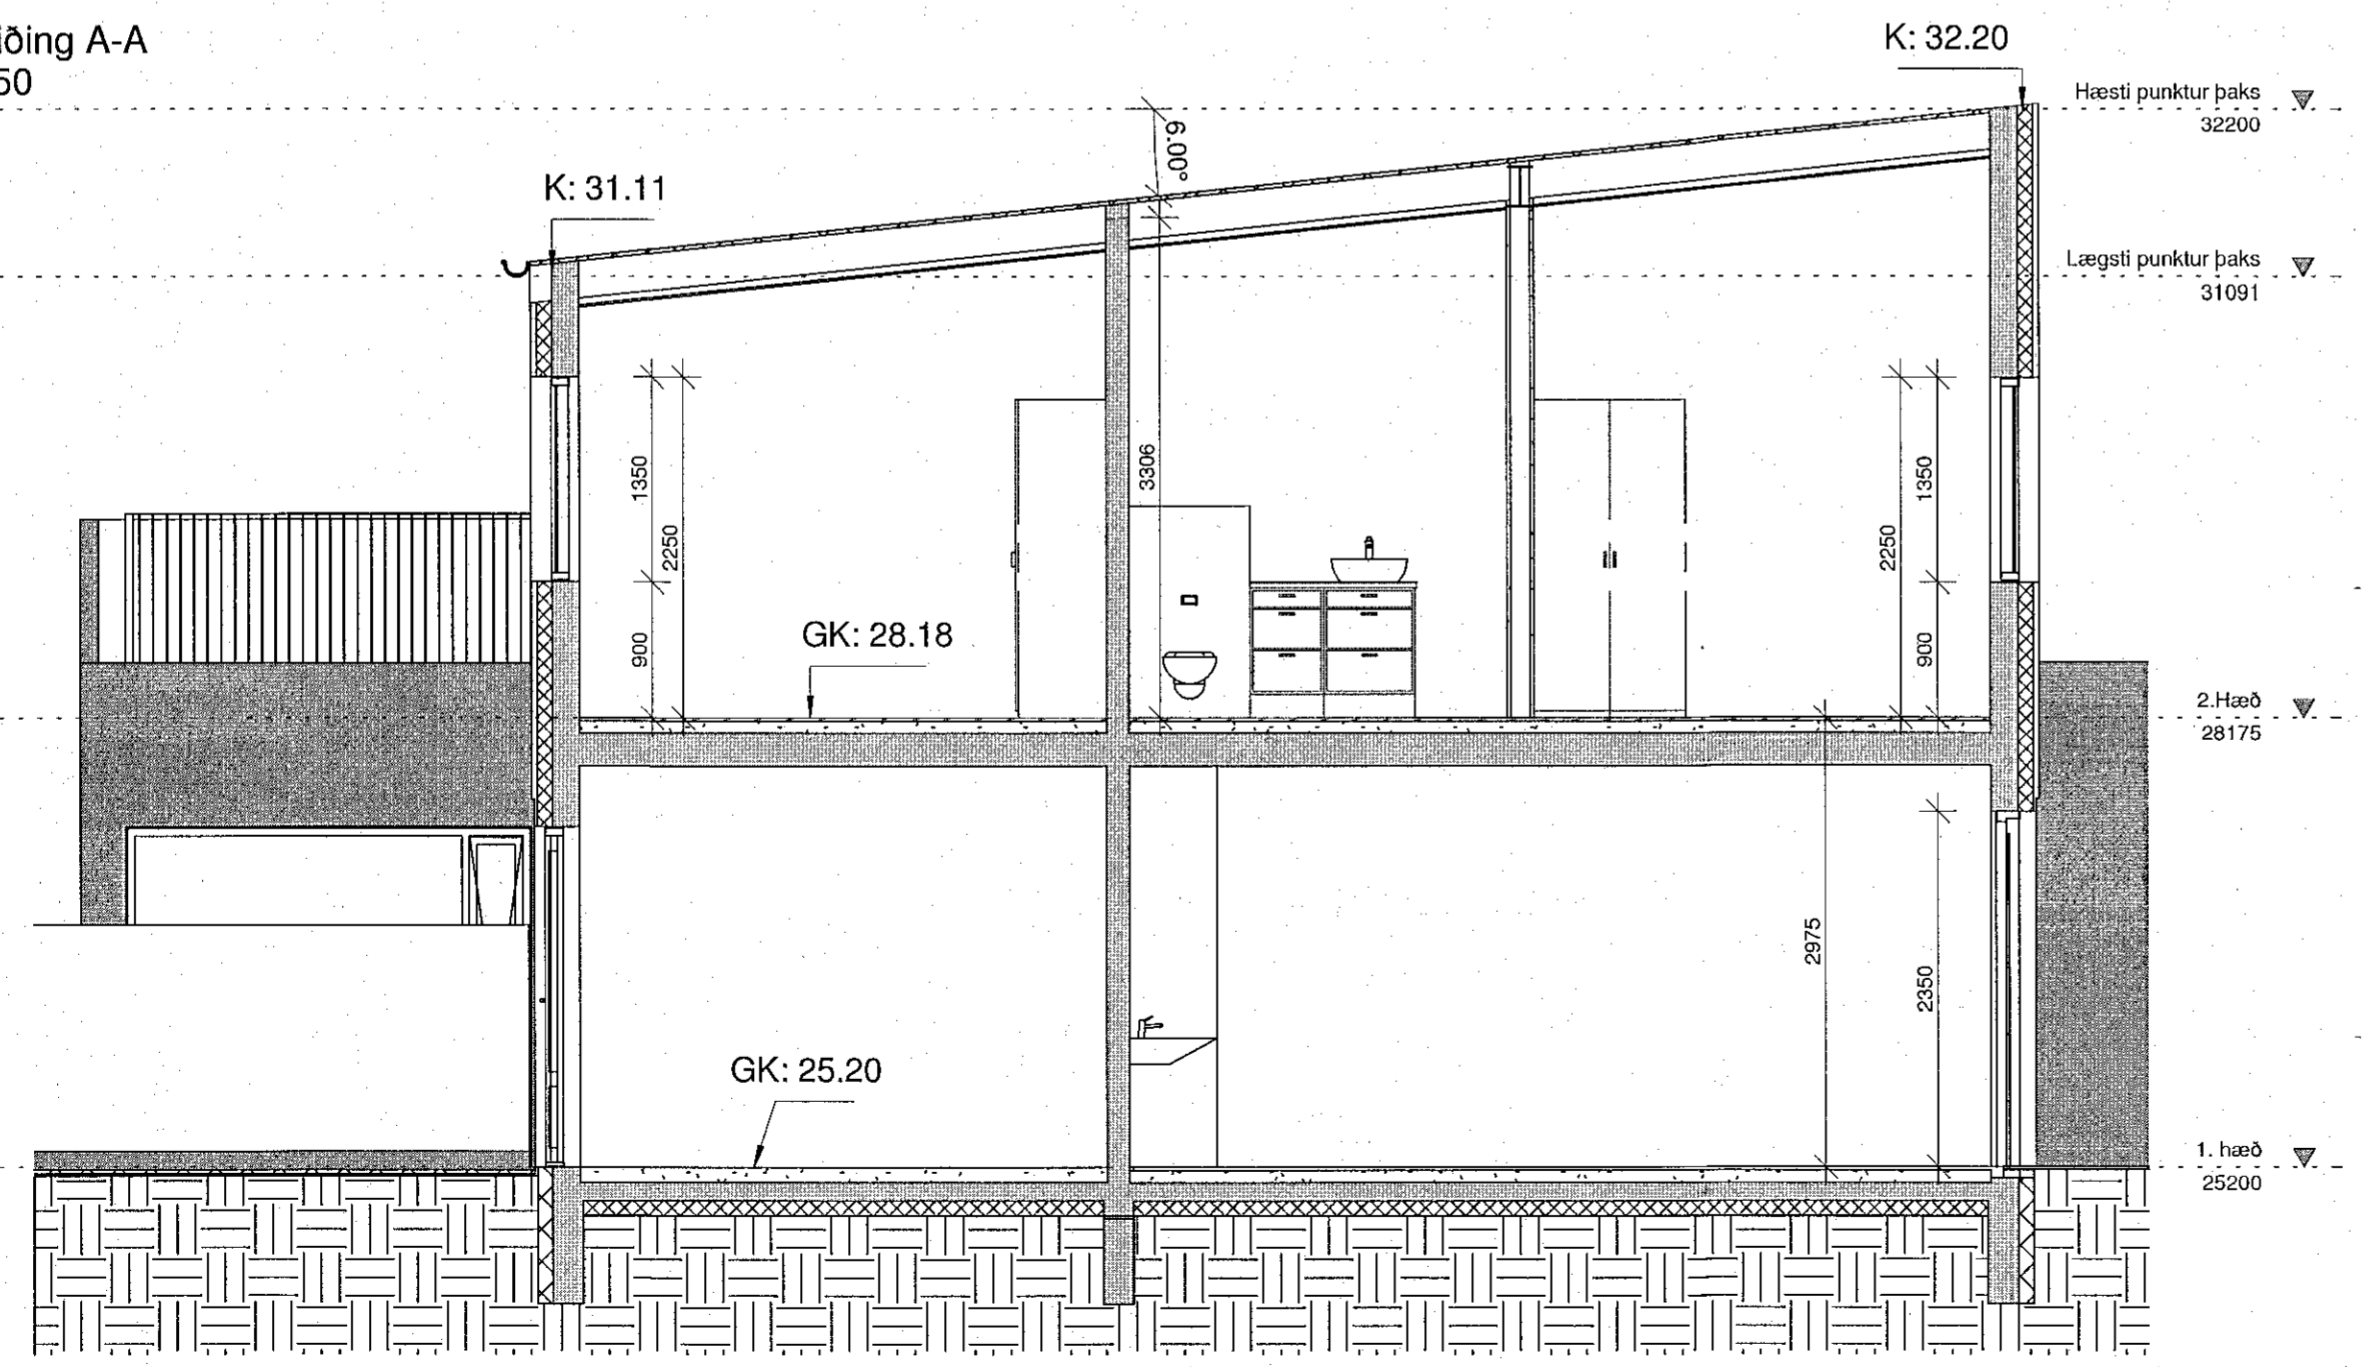 iðing A-A
50
K: 32.20
Hæsti punktur þaks
32200
6.00°
K: 31.11
Lægsti punktur þaks
31091
1350
2250
900
3306
1350
2250
900
GK: 28.18
2.Hæð
28175
2975
2350
GK: 25.20
1. hæð
25200